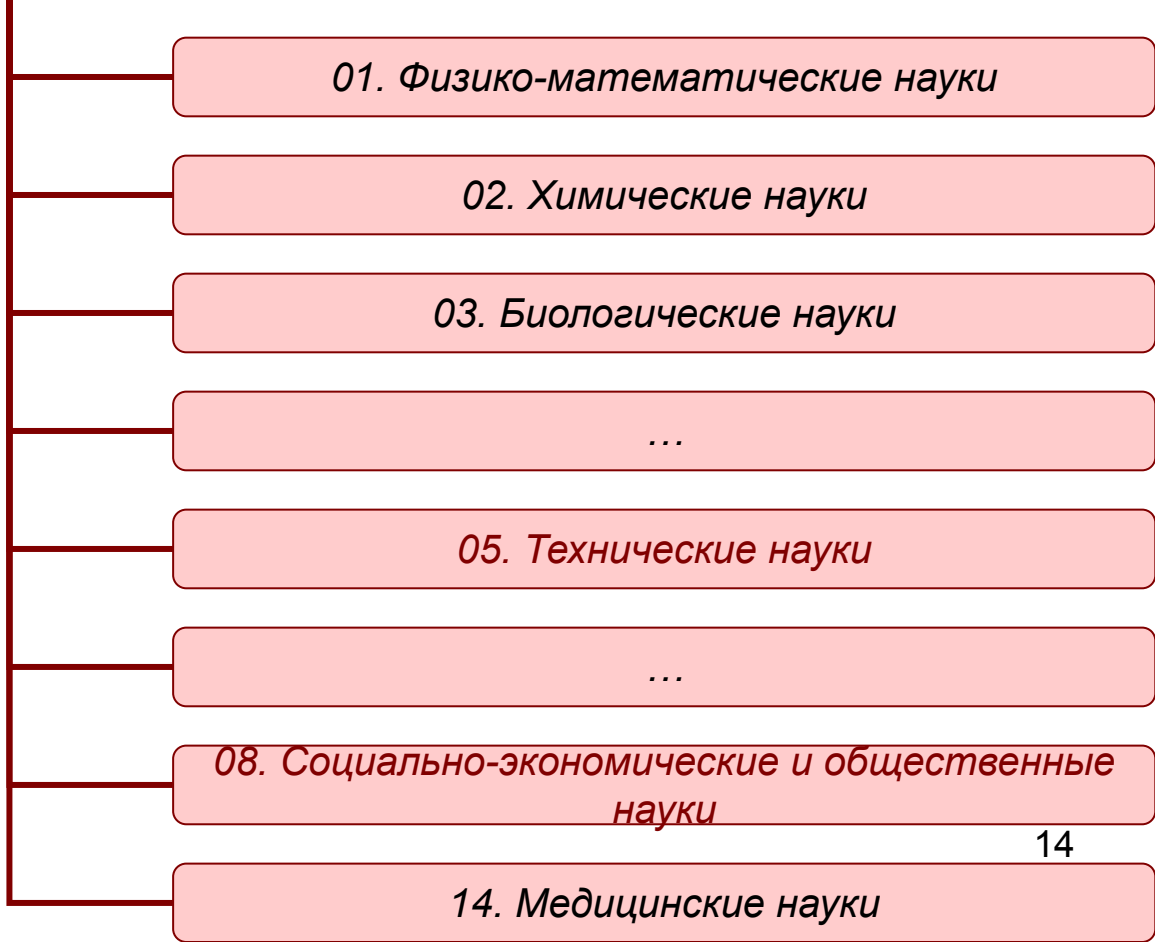 01. Физико-математические науки
02. Химические науки
03. Биологические науки
…
05. Технические науки
…
08. Социально-экономические и общественные
науки
14
14. Медицинские науки